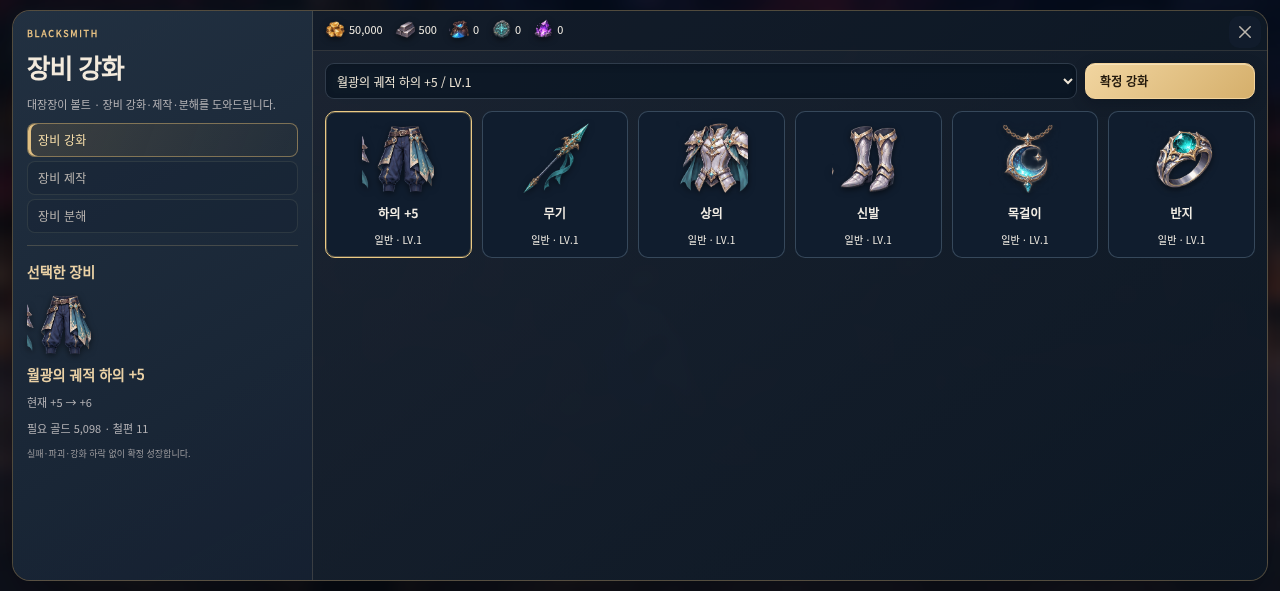 BLACKSMITH
장비 강화
대장장이 볼트 · 장비 강화·제작·분해를 도와드립니다.
장비 강화
장비 제작
장비 분해
선택한 장비
월광의 궤적 하의 +5
현재 +5 → +6
필요 골드 5,098 · 철편 11
실패·파괴·강화 하락 없이 확정 성장합니다.
50,000 500 0 0 0
월광의 궤적 하의 +5 / LV.1
확정 강화
하의 +5
일반 · LV.1
무기
일반 · LV.1
상의
일반 · LV.1
신발
일반 · LV.1
목걸이
일반 · LV.1
반지
일반 · LV.1